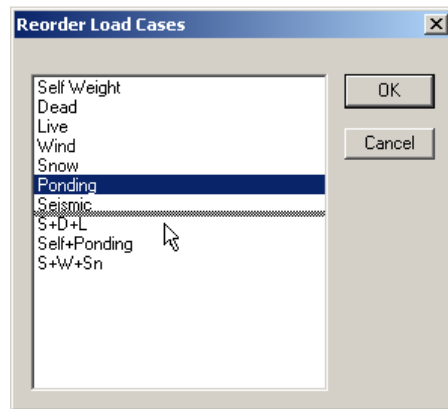 Reorder Load Cases
Self Weight
Dead
Live
Wind
Snow
Ponding
Seismic
S+D+L
Self+Ponding
S+W+Sn
OK
Cancel